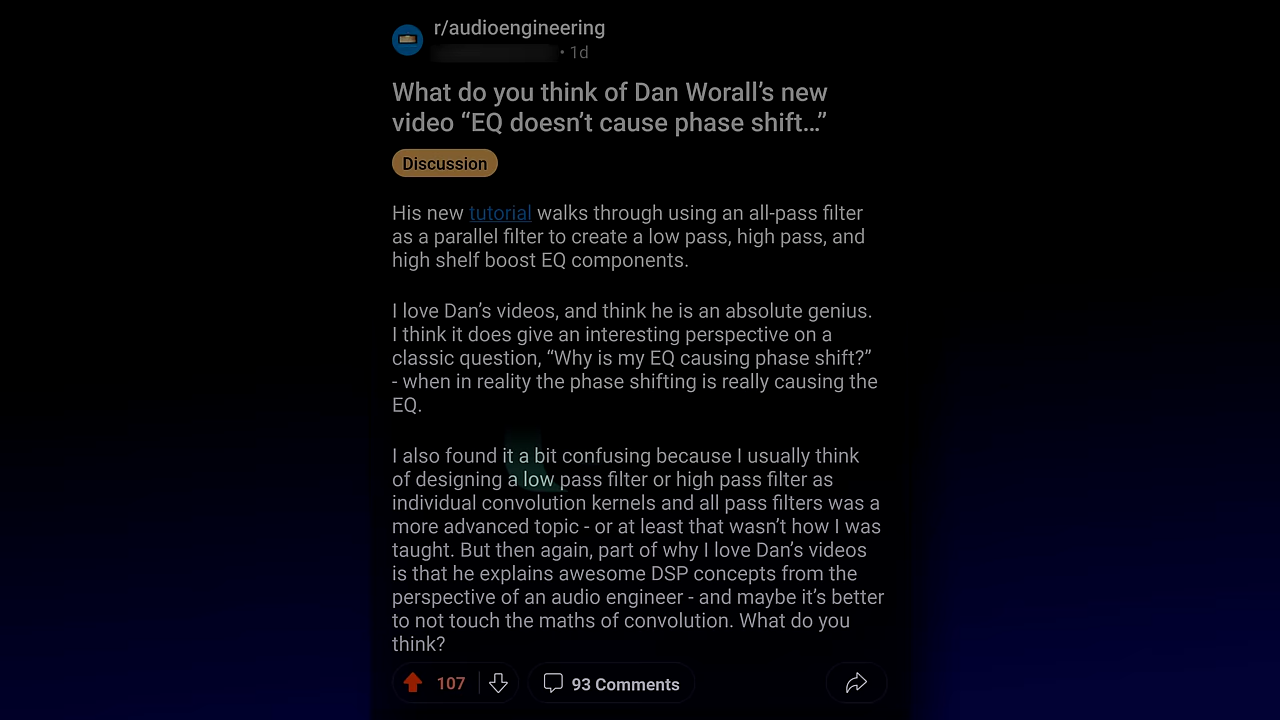 r/audioengineering
• 1d
What do you think of Dan Worall’s new
video “EQ doesn’t cause phase shift...”
Discussion
His new tutorial walks through using an all-pass filter
as a parallel filter to create a low pass, high pass, and
high shelf boost EQ components.
I love Dan’s videos, and think he is an absolute genius.
I think it does give an interesting perspective on a
classic question, “Why is my EQ causing phase shift?”
- when in reality the phase shifting is really causing the
EQ.
I also found it a bit confusing because I usually think
of designing a low pass filter or high pass filter as
individual convolution kernels and all pass filters was a
more advanced topic - or at least that wasn’t how I was
taught. But then again, part of why I love Dan’s videos
is that he explains awesome DSP concepts from the
perspective of an audio engineer - and maybe it’s better
to not touch the maths of convolution. What do you
think?
107
93 Comments